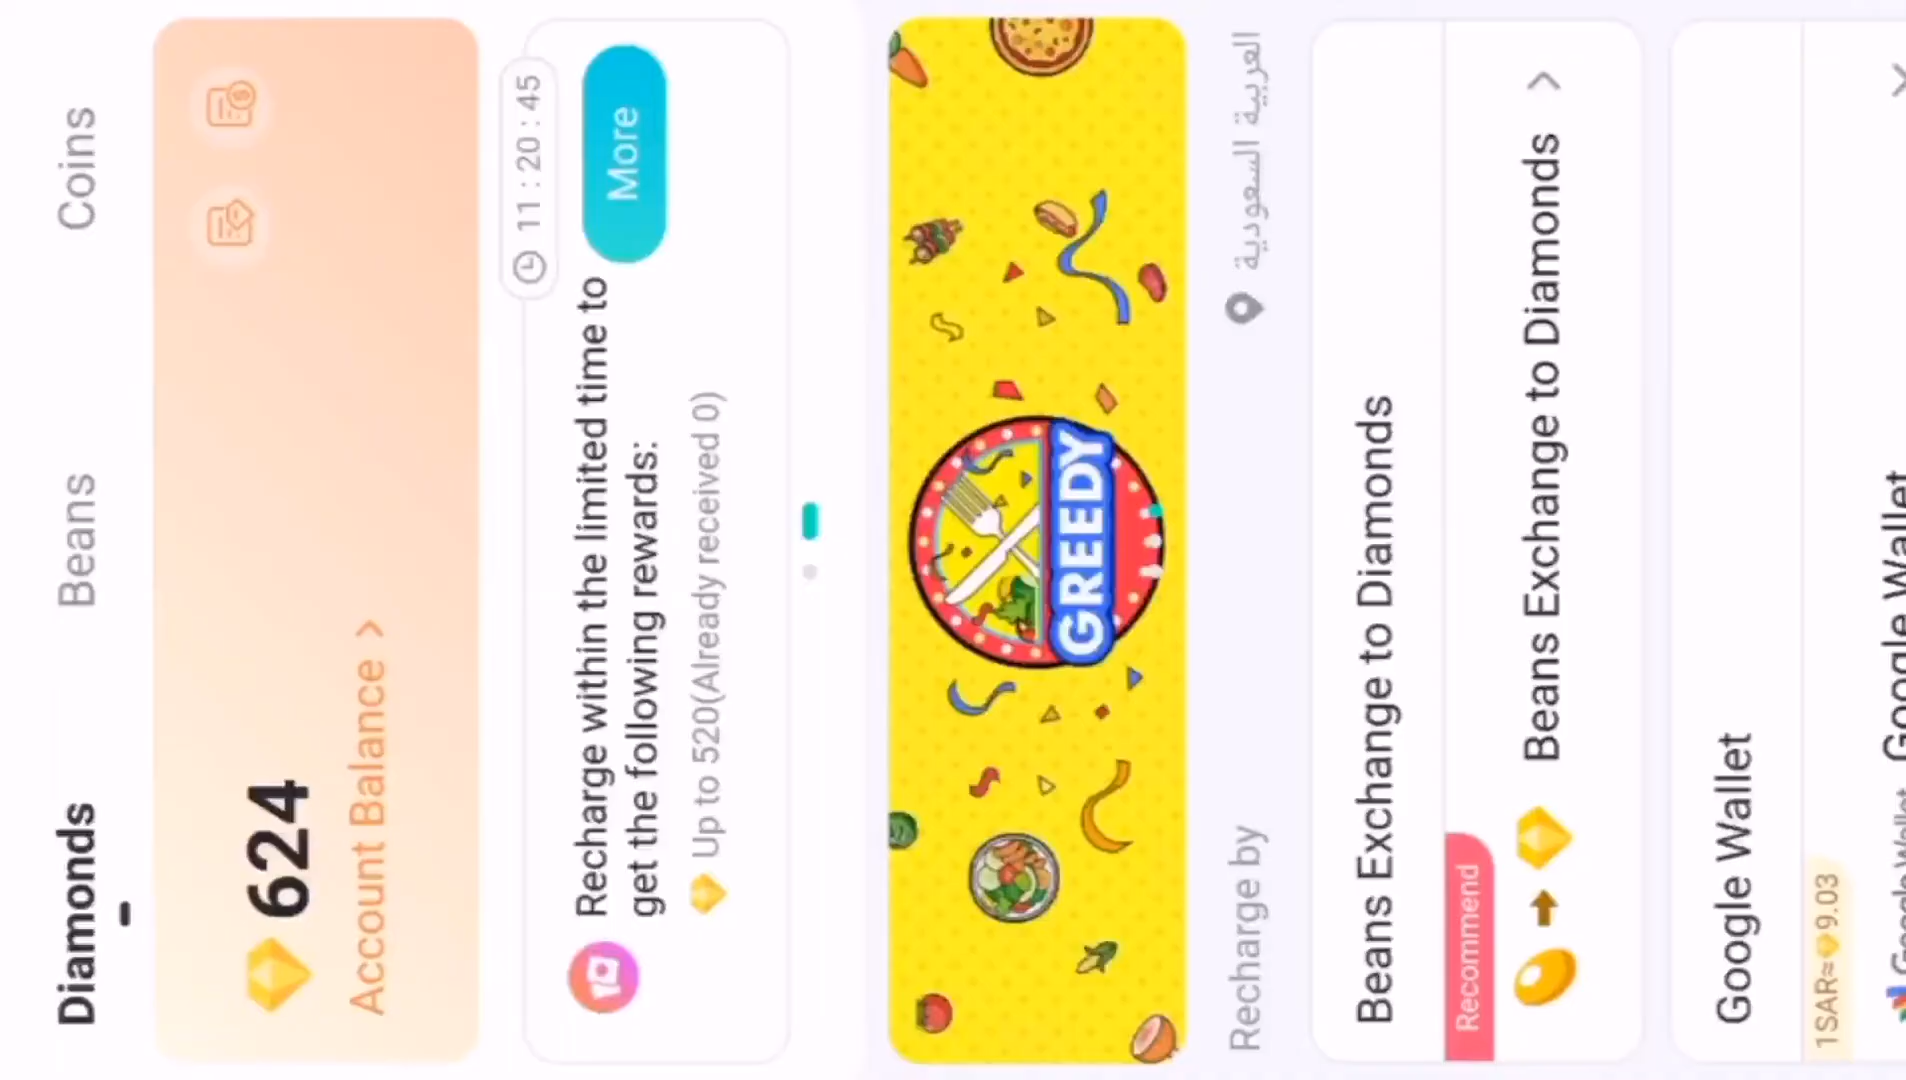 Diamonds
Beans
Coins
624
Account Balance >
11 : 20 : 45
Recharge within the limited time to
get the following rewards:
More
Up to 520(Already received 0)
GREEDY
Recharge by
العربية السعودية
Beans Exchange to Diamonds
Recommend
Beans Exchange to Diamonds
Google Wallet
1SAR≈9.03
Google Wallet
Google Wallet